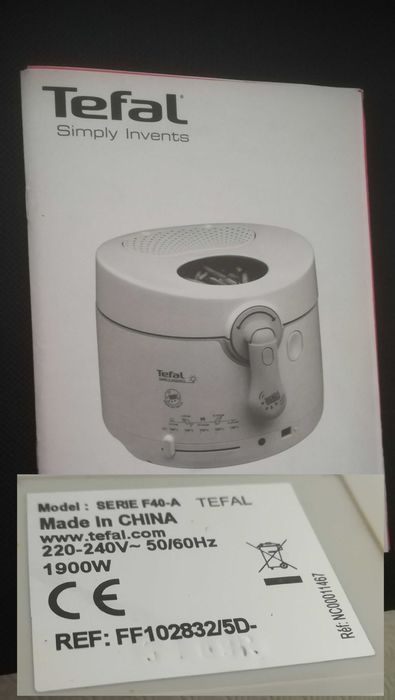 Tefal
Simply Invents
Tefal
Model : SERIE F40-A TEFAL
Made In CHINA
www.tefal.com
220-240V~ 50/60Hz
1900W
CE
REF: FF102832/5D-
Réf: NC00011467